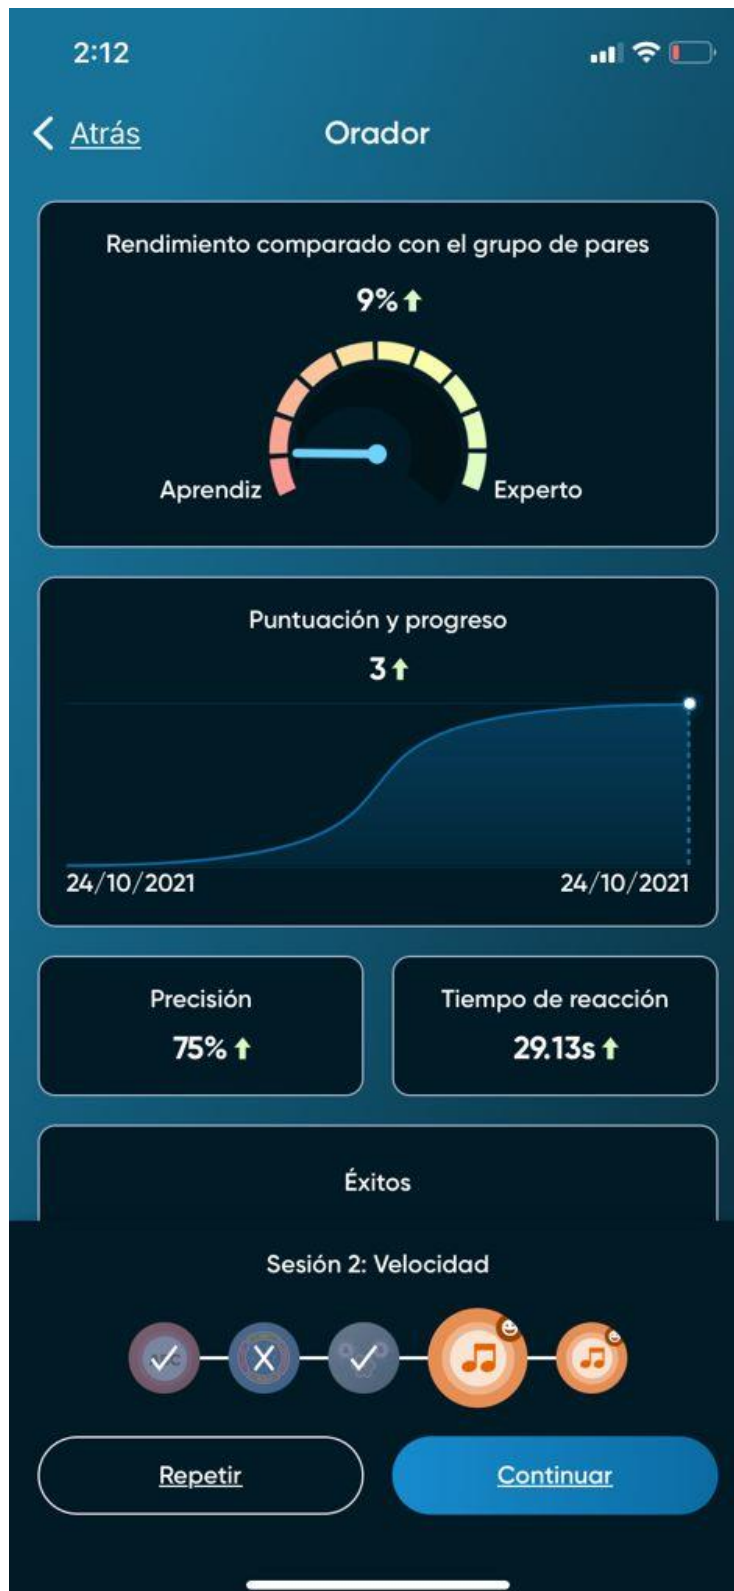 2:12
Atrás
Orador
Rendimiento comparado con el grupo de pares
9%
Aprendiz
Experto
Puntuación y progreso
3
24/10/2021
24/10/2021
Precisión
75%
Tiempo de reacción
29.13s
Éxitos
Sesión 2: Velocidad
Repetir
Continuar